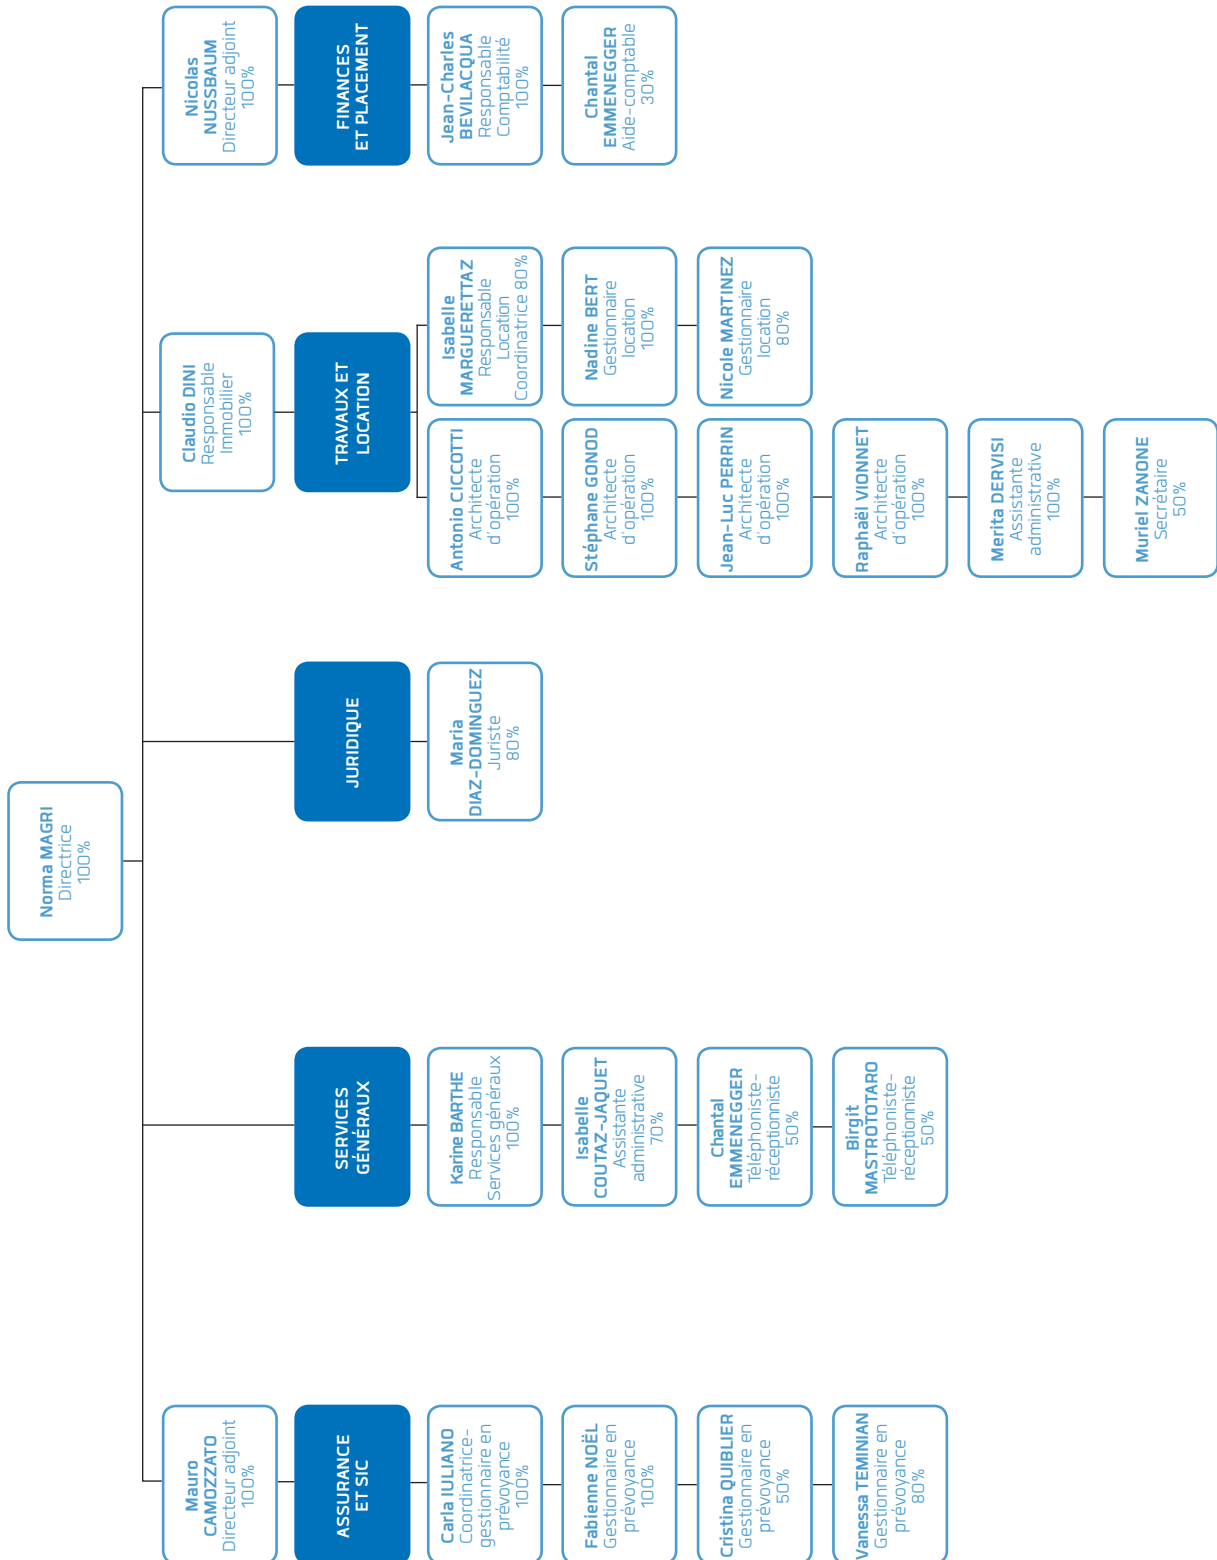 Norma MAGRI
Directrice
100%
Mauro
CAMOZZATO
Directeur adjoint
100%
ASSURANCE
ET SIC
Carla IULIANO
Coordinatrice-
gestionnaire en
prévoyance
100%
Fabienne NOËL
Gestionnaire en
prévoyance
100%
Cristina QUIBLIER
Gestionnaire en
prévoyance
50%
Vanessa TEMINIAN
Gestionnaire en
prévoyance
80%
SERVICES
GÉNÉRAUX
Karine BARTHE
Responsable
Services généraux
100%
Isabelle
COUTAZ-JAQUET
Assistante
administrative
70%
Chantal
EMMENEGGER
Téléphoniste-
réceptionniste
50%
Birgit
MASTROTOTARO
Téléphoniste-
réceptionniste
50%
JURIDIQUE
Maria
DIAZ-DOMINGUEZ
Juriste
80%
Claudio DINI
Responsable
Immobilier
100%
TRAVAUX ET
LOCATION
Antonio CICCOTTI
Architecte
d'opération
100%
Stéphane GONOD
Architecte
d'opération
100%
Jean-Luc PERRIN
Architecte
d'opération
100%
Raphaël VIONNET
Architecte
d'opération
100%
Merita DERVISI
Assistante
administrative
100%
Muriel ZANONE
Secrétaire
50%
Isabelle
MARGUERETTAZ
Responsable
Location
Coordinatrice 80%
Nadine BERT
Gestionnaire
location
100%
Nicole MARTINEZ
Gestionnaire
location
80%
Nicolas
NUSSBAUM
Directeur adjoint
100%
FINANCES
ET PLACEMENT
Jean-Charles
BEVILACQUA
Responsable
Comptabilité
100%
Chantal
EMMENEGGER
Aide-comptable
30%